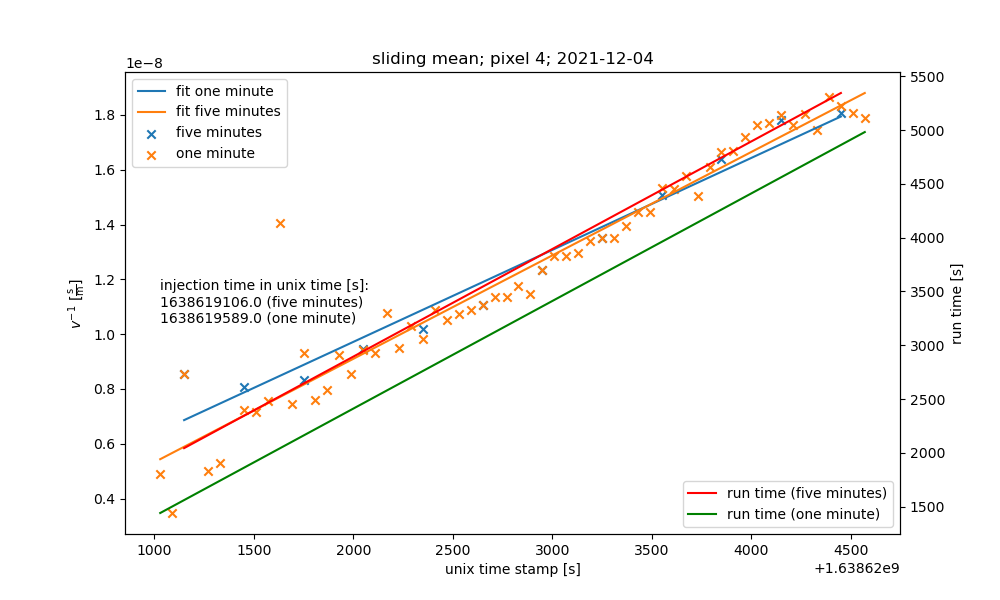 sliding mean; pixel 4; 2021-12-04
1e−8
fit one minute
fit five minutes
five minutes
one minute
injection time in unix time [s]:
1638619106.0 (five minutes)
1638619589.0 (one minute)
run time (five minutes)
run time (one minute)
1.8
1.6
1.4
1.2
1.0
0.8
0.6
0.4
v⁻¹ [s/m]
5500
5000
4500
4000
3500
3000
2500
2000
1500
run time [s]
1000 1500 2000 2500 3000 3500 4000 4500
unix time stamp [s]
+1.63862e9